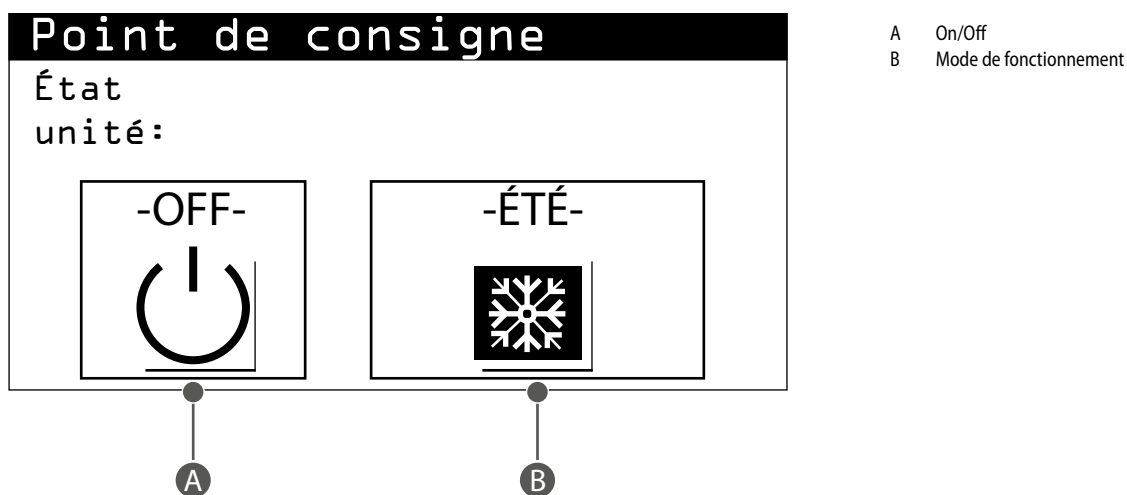 Point de consigne
État
unité:
-OFF-
-ÉTÉ-
A
B
A On/Off
B Mode de fonctionnement